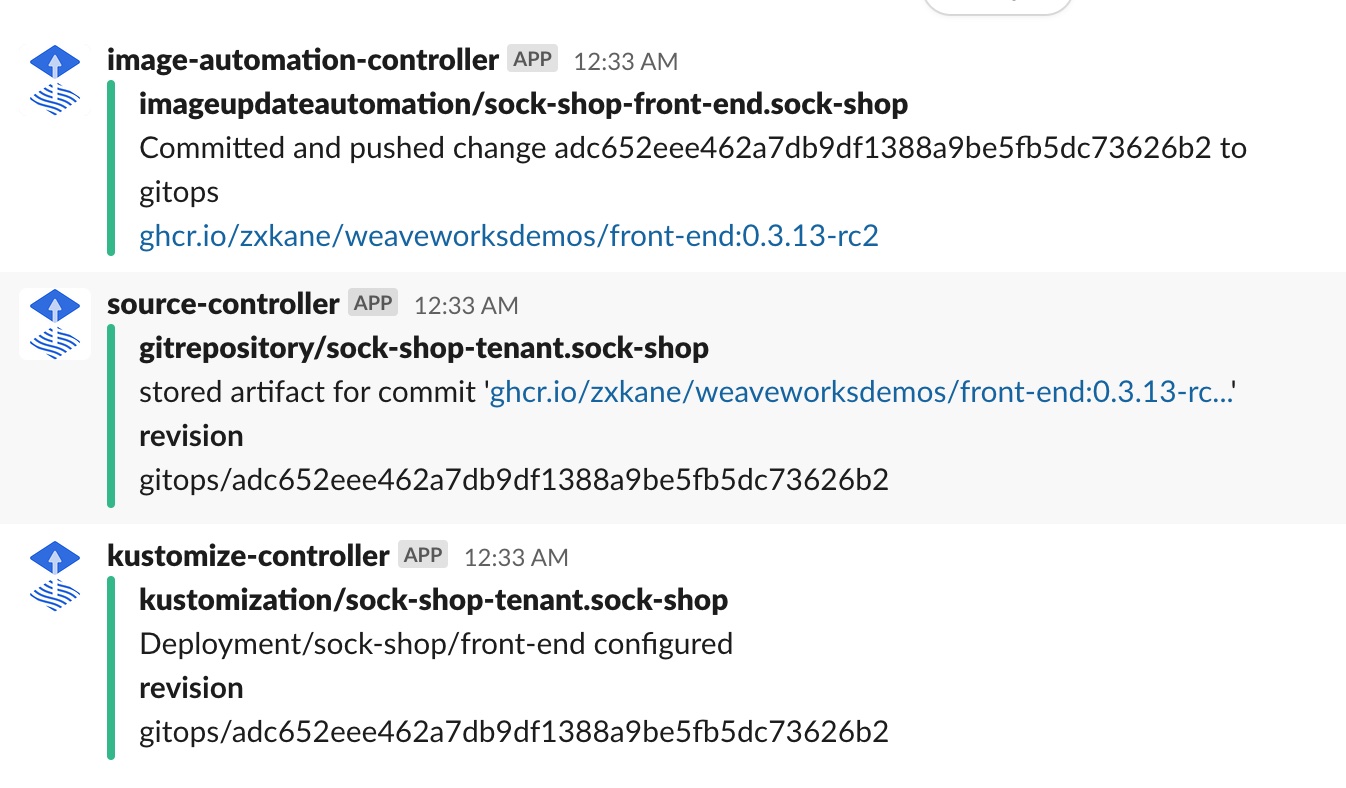 image-automation-controller APP 12:33 AM
imageupdateautomation/sock-shop-front-end.sock-shop
Committed and pushed change adc652eee462a7db9df1388a9be5fb5dc73626b2 to
gitops
ghcr.io/zxkane/weaveworksdemos/front-end:0.3.13-rc2
source-controller APP 12:33 AM
gitrepository/sock-shop-tenant.sock-shop
stored artifact for commit 'ghcr.io/zxkane/weaveworksdemos/front-end:0.3.13-rc...'
revision
gitops/adc652eee462a7db9df1388a9be5fb5dc73626b2
kustomize-controller APP 12:33 AM
kustomization/sock-shop-tenant.sock-shop
Deployment/sock-shop/front-end configured
revision
gitops/adc652eee462a7db9df1388a9be5fb5dc73626b2